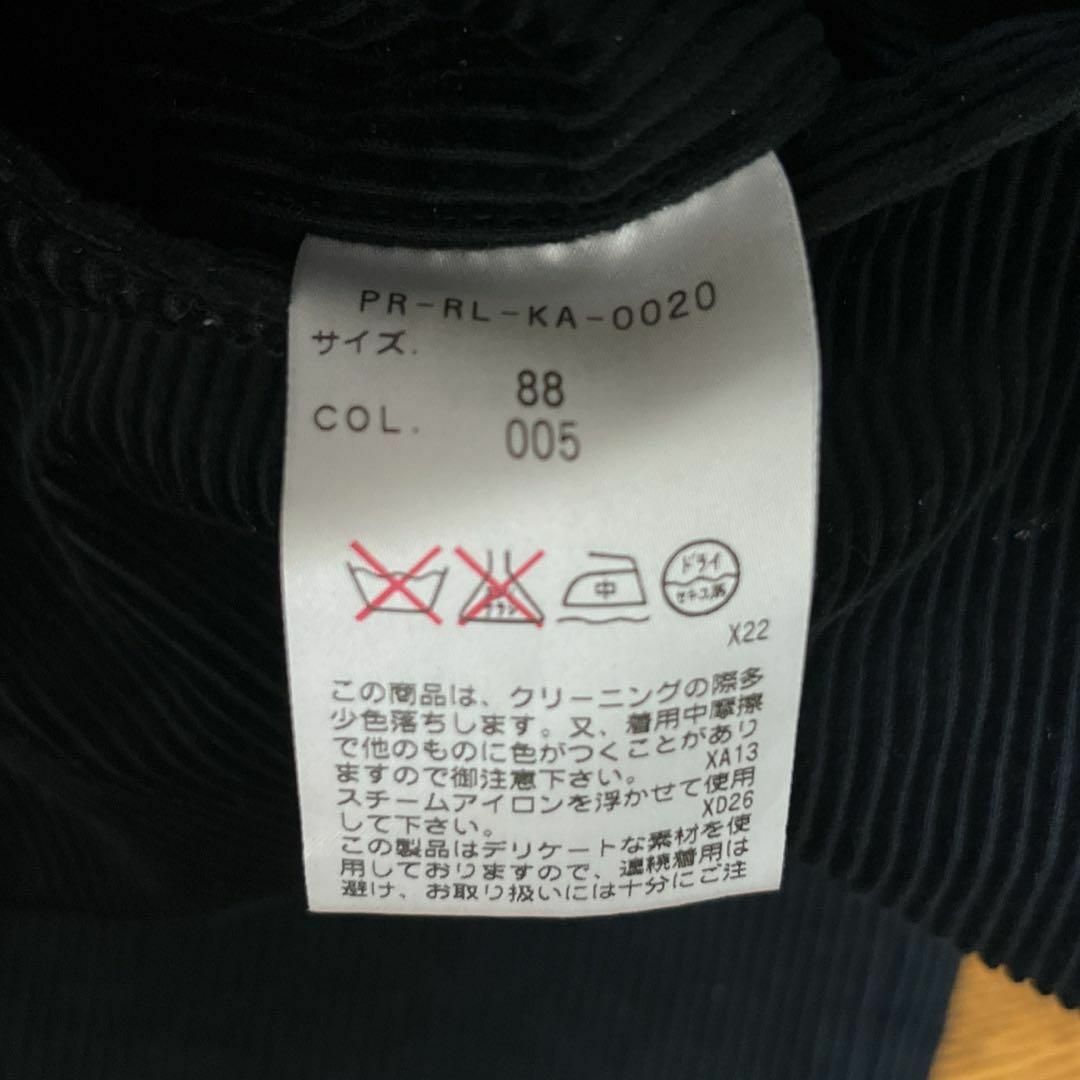 PR-RL-KA-0020
サイズ.
88
COL. 005
中
ドライ
セキユ系
X22
この商品は、クリーニングの際多
少色落ちします。又、着用中摩擦
で他のものに色がつくことがあり
XA13
ますので御注意下さい。
スチームアイロンを浮かせて使用
XD26
して下さい。
この製品はデリケートな素材を使
用しておりますので、連続着用は
避け、お取り扱いには十分にご注